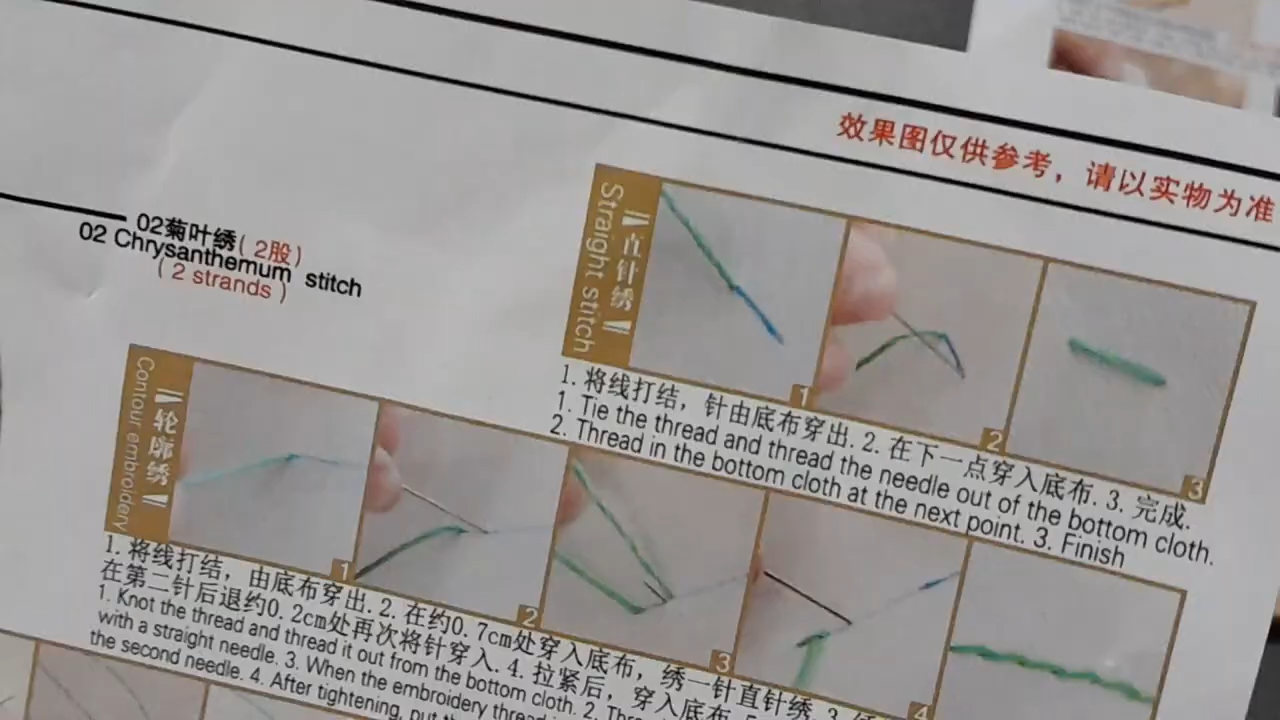 效果图仅供参考，请以实物为准
02菊叶绣(2股)
02 Chrysanthemum stitch
(2 strands)
直针绣
Straight stitch
1
2
3
1. 将线打结，针由底布穿出. 2. 在下一点穿入底布. 3. 完成.
1. Tie the thread and thread the needle out of the bottom cloth.
2. Thread in the bottom cloth at the next point. 3. Finish
轮廓绣
Contour embroidery
1
2
3
4
1. 将线打结，由底布穿出. 2. 在约0.7cm处穿入底布，绣一针直针绣. 3.
在第二针后退约0.2cm处再次将针穿入. 4. 拉紧后，穿入底布.
1. Knot the thread and thread it out from the bottom cloth. 2.
with a straight needle. 3. When the embroidery thread
the second needle. 4. After tightening, put